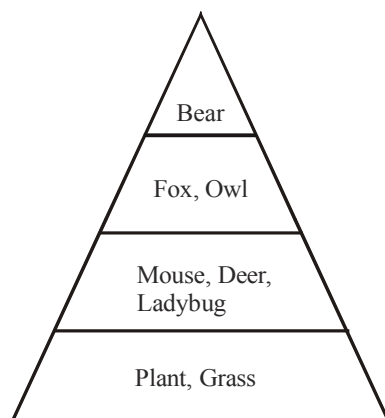 Bear
Fox, Owl
Mouse, Deer,
Ladybug
Plant, Grass